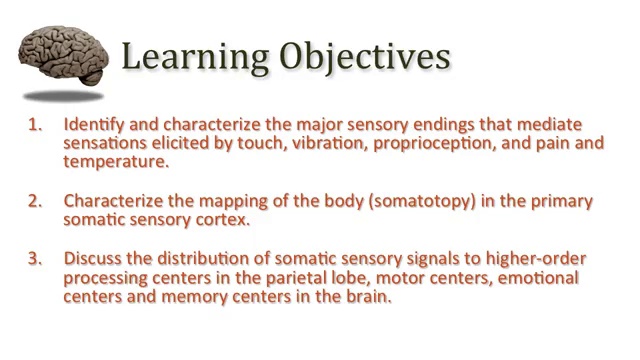 Learning Objectives
1. Identify and characterize the major sensory endings that mediate
sensations elicited by touch, vibration, proprioception, and pain and
temperature.
2. Characterize the mapping of the body (somatotopy) in the primary
somatic sensory cortex.
3. Discuss the distribution of somatic sensory signals to higher-order
processing centers in the parietal lobe, motor centers, emotional
centers and memory centers in the brain.